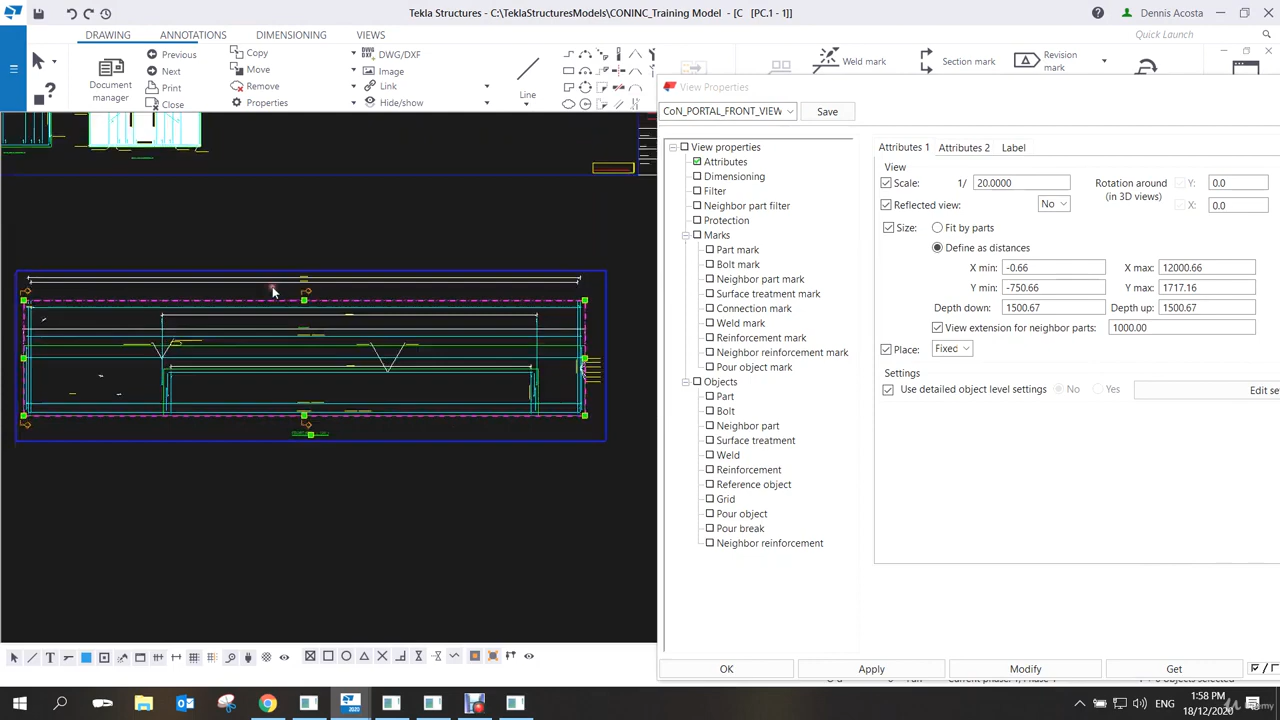 Tekla Structures - C:\TeklaStructuresModels\CONINC_Training Model - [C   [PC.1 - 1]]
Dennis Acosta
DRAWING ANNOTATIONS DIMENSIONING VIEWS
Quick Launch
Document manager
Previous
Next
Print
Close
Copy
Move
Remove
Properties
DWG/DXF
Image
Link
Hide/show
Line
Weld mark
Section mark
Revision mark
View Properties
CoN_PORTAL_FRONT_VIEW
Save
View properties
Attributes
Dimensioning
Filter
Neighbor part filter
Protection
Marks
Part mark
Bolt mark
Neighbor part mark
Surface treatment mark
Connection mark
Weld mark
Reinforcement mark
Neighbor reinforcement mark
Pour object mark
Objects
Part
Bolt
Neighbor part
Surface treatment
Weld
Reinforcement
Reference object
Grid
Pour object
Pour break
Neighbor reinforcement
Attributes 1 Attributes 2 Label
View
Scale: 1/ 20.0000
Rotation around (in 3D views)
Y: 0.0
X: 0.0
Reflected view: No
Size: Fit by parts
Define as distances
X min: -0.66 X max: 12000.66
Y min: -750.66 Y max: 1717.16
Depth down: 1500.67 Depth up: 1500.67
View extension for neighbor parts: 1000.00
Place: Fixed
Settings
Use detailed object level settings No Yes Edit se
OK Apply Modify Get
ENG
1:58 PM
18/12/2020
Udemy